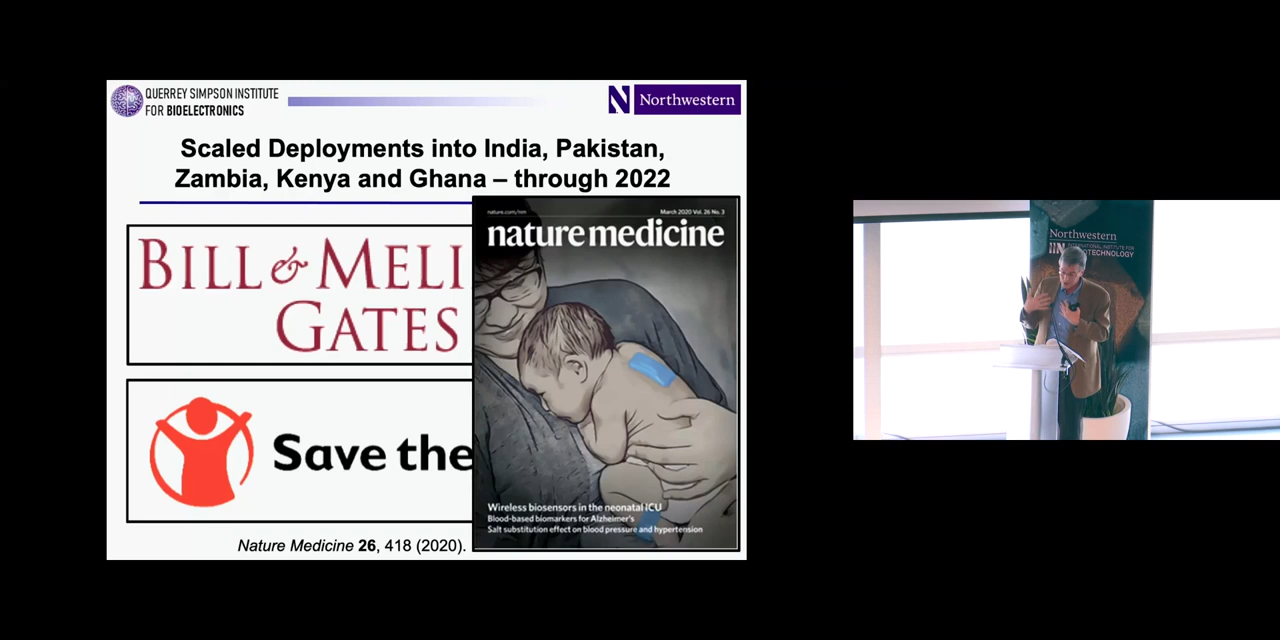 QUERREY SIMPSON INSTITUTE
FOR BIOELECTRONICS
N Northwestern
Scaled Deployments into India, Pakistan,
Zambia, Kenya and Ghana – through 2022
BILL & MELI
GATES
Save the
nature.com/nm
March 2020 Vol. 26 No. 3
nature medicine
Wireless biosensors in the neonatal ICU
Blood-based biomarkers for Alzheimer's
Salt substitution effect on blood pressure and hypertension
Nature Medicine 26, 418 (2020).
Northwestern
INTERNATIONAL INSTITUTE FOR